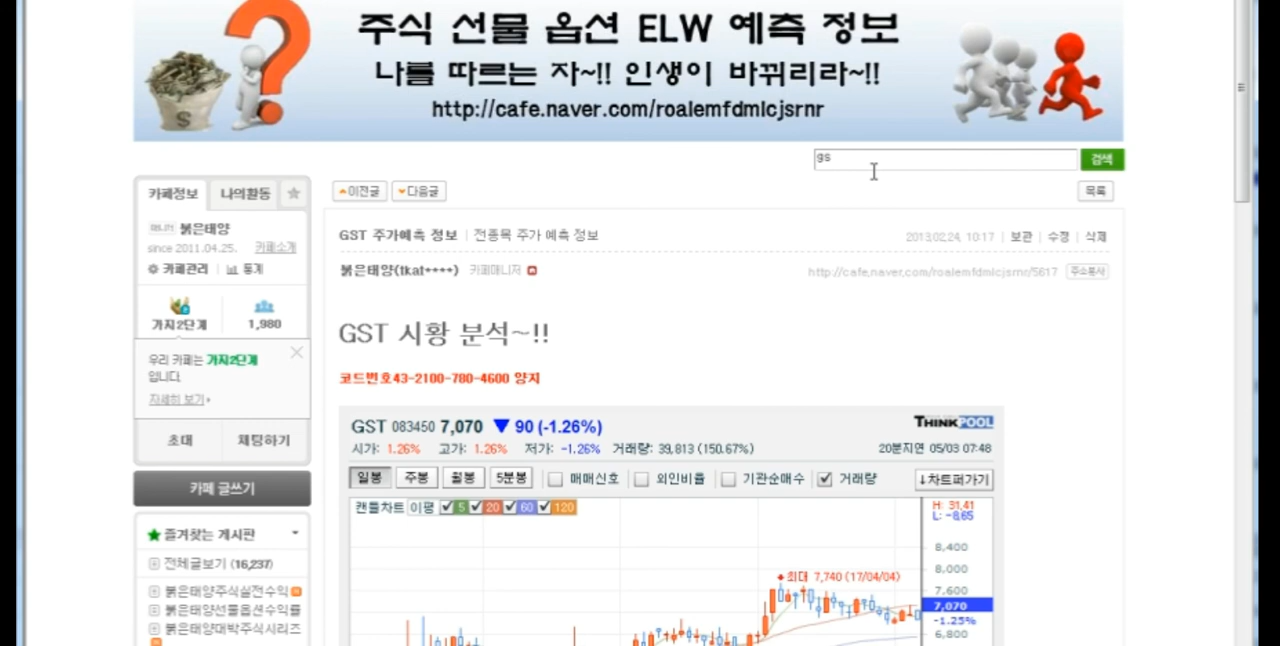 주식 선물 옵션 ELW 예측 정보
나를 따르는 자~!! 인생이 바뀌리라~!!
http://cafe.naver.com/roalemfdmlcjsrnr
gs 검색
카페정보 나의활동
이전글 다음글 목록
붉은태양
since 2011.04.25. 카페소개
카페관리 통계
가지2단계 1,980
우리 카페는 가지2단계
입니다.
자세히 보기
초대 채팅하기
카페 글쓰기
즐겨찾는 게시판
전체글보기 (16,237)
붉은태양주식실전수익
붉은태양선물옵션수익률
붉은태양대박주식시리즈
GST 주가예측 정보 | 전종목 주가 예측 정보
2013.02.24. 10:17 | 보관 | 수정 | 삭제
붉은태양(tkat****) 카페매니저
http://cafe.naver.com/roalemfdmlcjsrnr/5617 주소복사
GST 시황 분석~!!
코드번호43-2100-780-4600 양지
GST 083450 7,070 ▼ 90 (-1.26%)
THINKPOOL
시가: 1.26% 고가: 1.26% 저가: -1.26% 거래량: 39,813 (150.67%)
20분지연 05/03 07:48
일봉 주봉 월봉 5분봉 매매신호 외인비율 기관순매수 거래량 ↓차트퍼가기
캔들차트 이평 5 20 60 120
H: 31.41
L: -8.65
8,400
8,000
최대 7,740 (17/04/04)
7,600
7,070
-1.25%
6,800